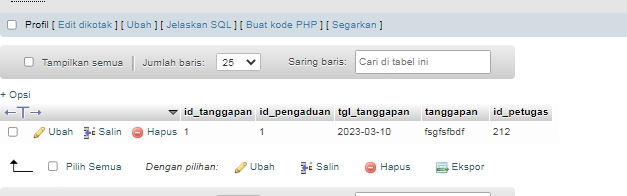 Profil [ Edit dikotak ] [ Ubah ] [ Jelaskan SQL ] [ Buat kode PHP ] [ Segarkan ]
Tampilkan semua | Jumlah baris: 25 Saring baris: Cari di tabel ini
+ Opsi
←T→ id_tanggapan id_pengaduan tgl_tanggapan tanggapan id_petugas
Ubah Salin Hapus 1 1 2023-03-10 fsgfsfbdf 212
Pilih Semua Dengan pilihan: Ubah Salin Hapus Ekspor